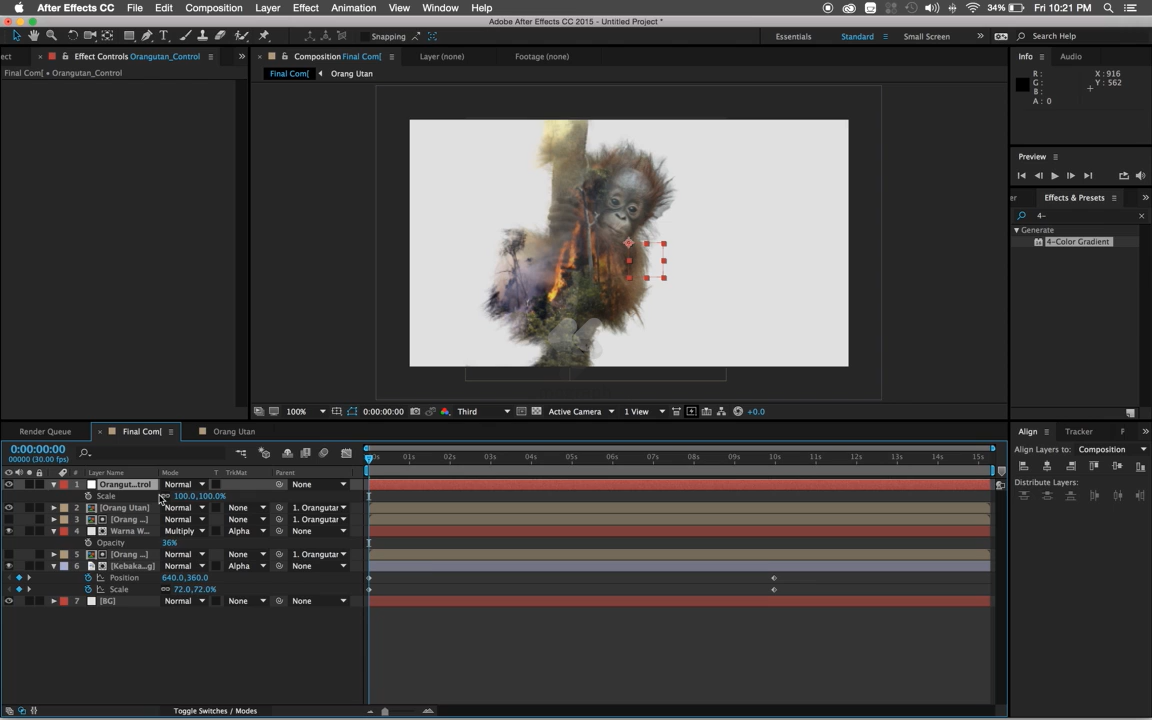 After Effects CC File Edit Composition Layer Effect Animation View Window Help 34% Fri 10:21 PM
Adobe After Effects CC 2015 - Untitled Project *
Snapping Essentials Standard Small Screen Search Help
ect Effect Controls Orangutan_Control Composition Final Com[ Layer (none) Footage (none) Info Audio
Final Com[ • Orangutan_Control Final Com[ Orang Utan
R: X: 916
G: Y: 562
B:
A: 0
Preview
er Effects & Presets
4-
Generate
4-Color Gradient
100% 0:00:00:00 Third Active Camera 1 View +0.0
Render Queue Final Com[ Orang Utan Align Tracker P
0:00:00:00
00000 (30.00 fps)
Align Layers to: Composition
01s 02s 03s 04s 05s 06s 07s 08s 09s 10s 11s 12s 13s 14s 15s
# Layer Name Mode T TrkMat Parent
1 Orangut...trol Normal None
Scale 100.0,100.0%
Distribute Layers:
2 [Orang Utan] Normal None 1. Orangutar
3 [Orang ...] Normal None 1. Orangutar
4 Warna W... Multiply Alpha None
Opacity 36%
5 [Orang ...] Normal None 1. Orangutar
6 [Kebaka...g] Normal Alpha None
Position 640.0,360.0
Scale 72.0,72.0%
7 [BG] Normal None None
Toggle Switches / Modes